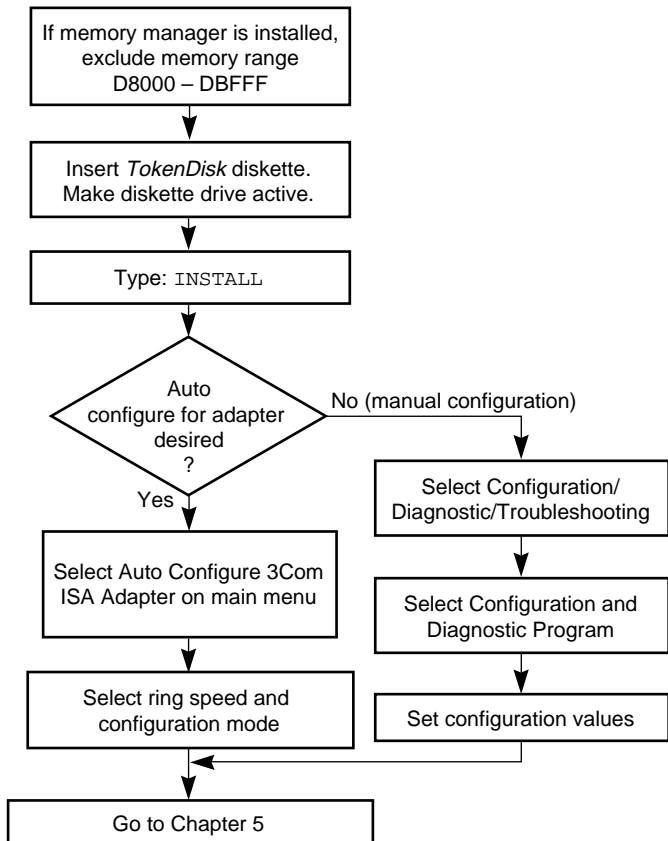 If memory manager is installed,
exclude memory range
D8000 – DBFFF
Insert TokenDisk diskette.
Make diskette drive active.
Type: INSTALL
Auto
configure for adapter
desired
?
No (manual configuration)
Yes
Select Configuration/
Diagnostic/Troubleshooting
Select Auto Configure 3Com
ISA Adapter on main menu
Select Configuration and
Diagnostic Program
Select ring speed and
configuration mode
Set configuration values
Go to Chapter 5